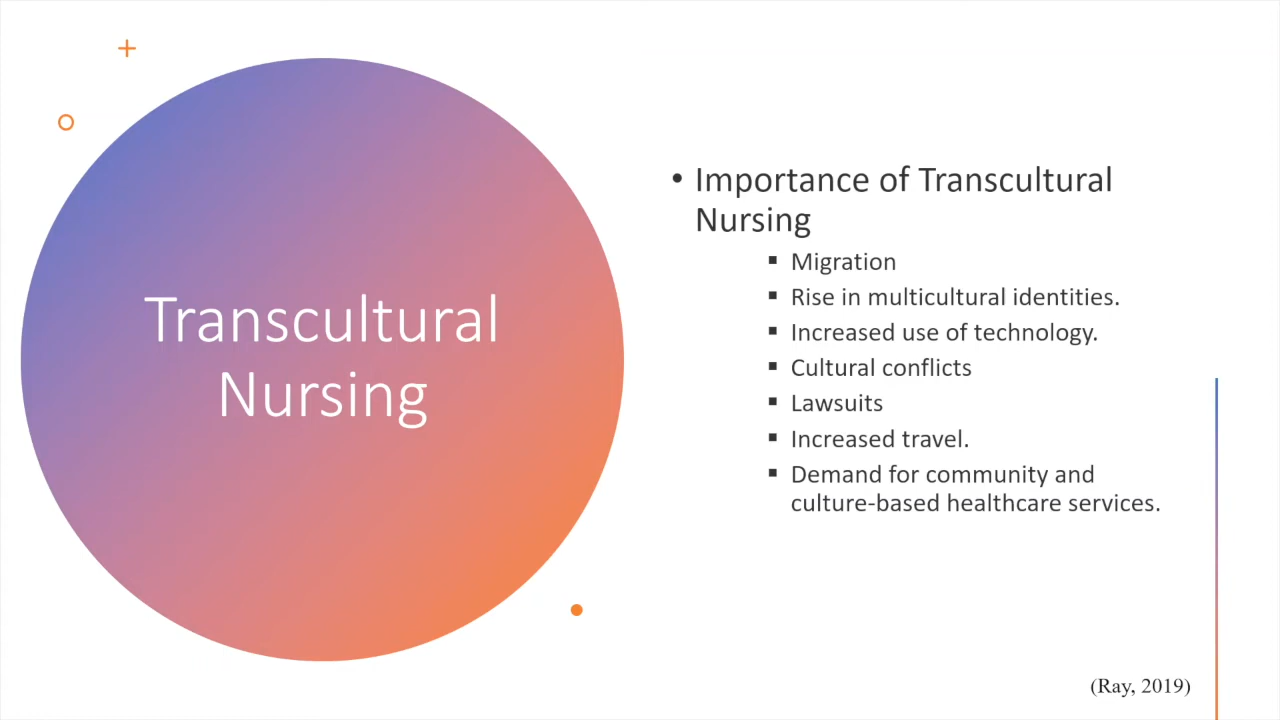 Transcultural
Nursing
• Importance of Transcultural
Nursing
▪ Migration
▪ Rise in multicultural identities.
▪ Increased use of technology.
▪ Cultural conflicts
▪ Lawsuits
▪ Increased travel.
▪ Demand for community and
culture-based healthcare services.
(Ray, 2019)